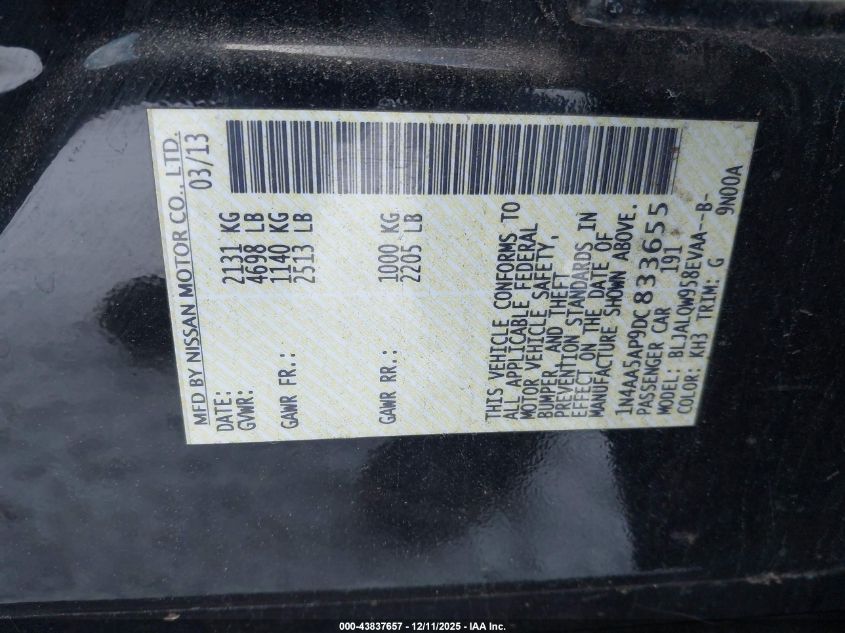 MFD BY NISSAN MOTOR CO., LTD.
DATE: 03/13
GVWR: 2131 KG
4698 LB
GAWR FR.: 1140 KG
2513 LB
GAWR RR.: 1000 KG
2205 LB
THIS VEHICLE CONFORMS TO
ALL APPLICABLE FEDERAL
MOTOR VEHICLE SAFETY,
BUMPER, AND THEFT
PREVENTION STANDARDS IN
EFFECT ON THE DATE OF
MANUFACTURE SHOWN ABOVE.
1N4AA5AP9DC833655
PASSENGER CAR 191
MODEL: BLJALQW958EVAA--B-
COLOR: KH3 TRIM: G 9N00A
000-43837657 - 12/11/2025 - IAA Inc.